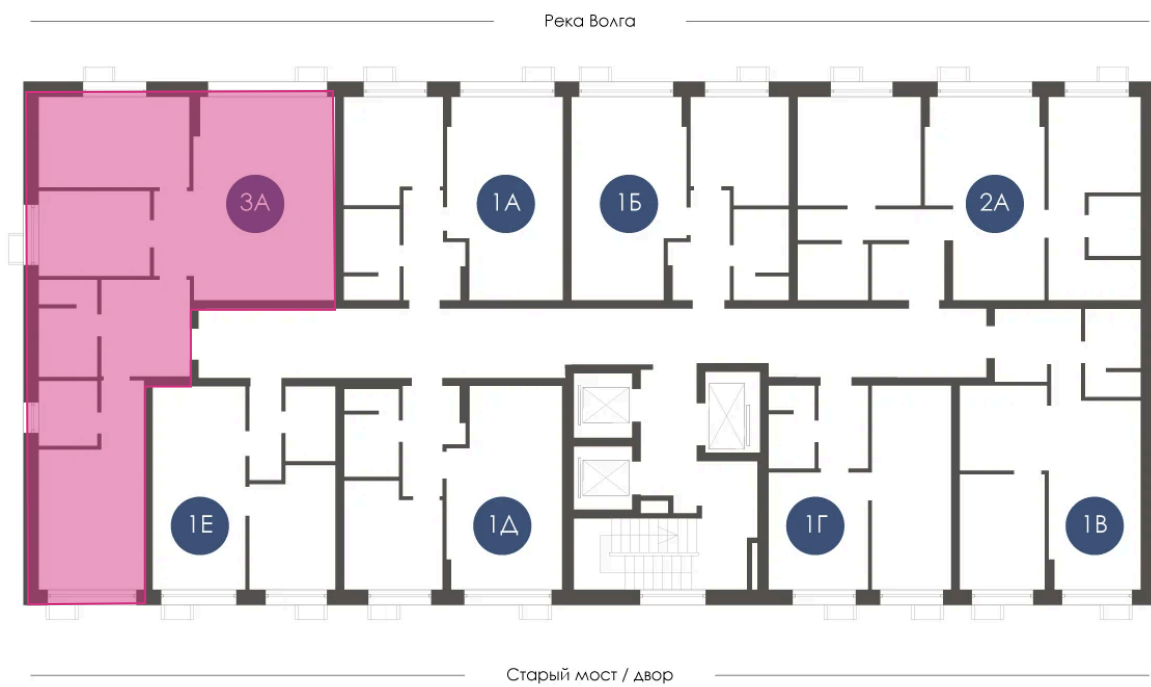 Река Волга
3А
1А
1Б
2А
1Е
1Д
1Г
1В
Старый мост / двор